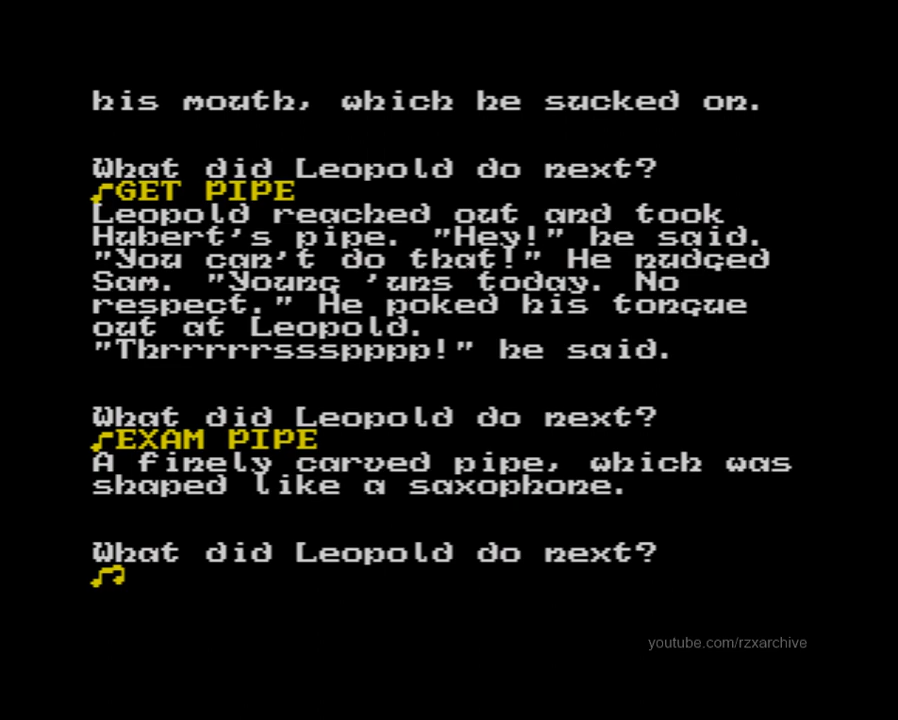 his mouth, which he sucked on.
What did Leopold do next?
♪GET PIPE
Leopold reached out and took
Hubert's pipe. "Hey!" he said.
"You can't do that!" He nudged
Sam. "Young 'uns today. No
respect." He poked his tongue
out at Leopold.
"Thrrrrrssspppp!" he said.
What did Leopold do next?
♪EXAM PIPE
A finely carved pipe, which was
shaped like a saxophone.
What did Leopold do next?
♪♫
youtube.com/rzxarchive